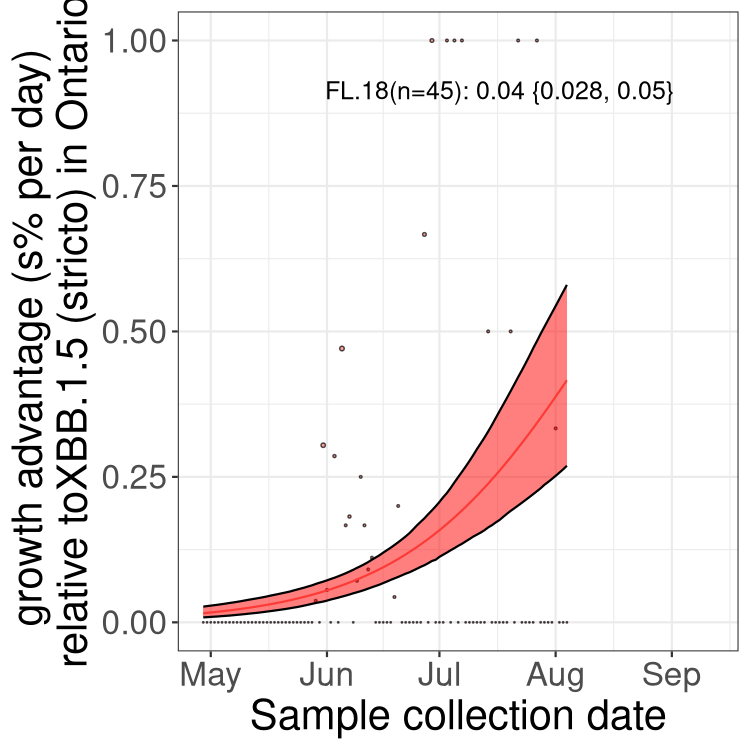 growth advantage (s% per day)
relative toXBB.1.5 (stricto) in Ontario
1.00
0.75
0.50
0.25
0.00
FL.18(n=45): 0.04 {0.028, 0.05}
May Jun Jul Aug Sep
Sample collection date